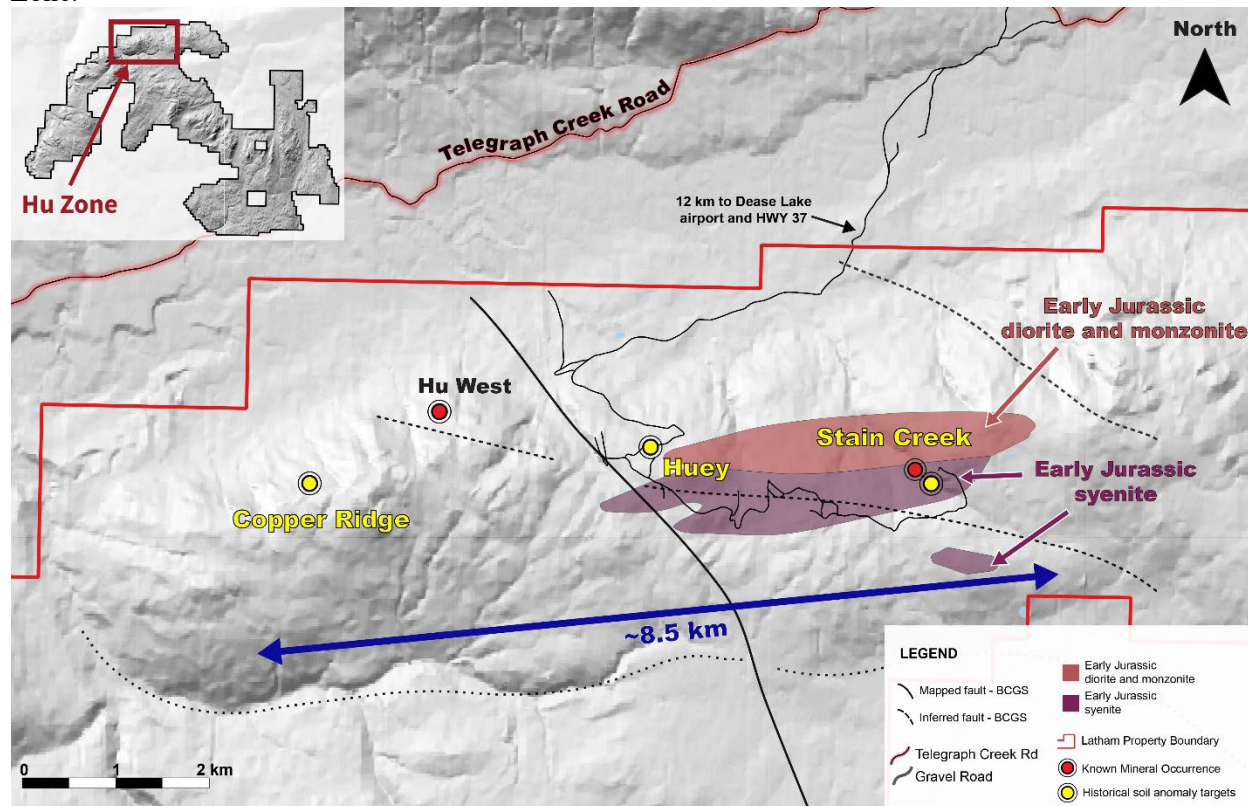 Zone.
Hu Zone
Telegraph Creek Road
North
12 km to Dease Lake
airport and HWY 37
Early Jurassic
diorite and monzonite
Hu West
Stain Creek
Huey
Early Jurassic
syenite
Copper Ridge
~8.5 km
0 1 2 km
LEGEND
Mapped fault - BCGS
Inferred fault - BCGS
Telegraph Creek Rd
Gravel Road
Early Jurassic
diorite and monzonite
Early Jurassic
syenite
Latham Property Boundary
Known Mineral Occurrence
Historical soil anomaly targets